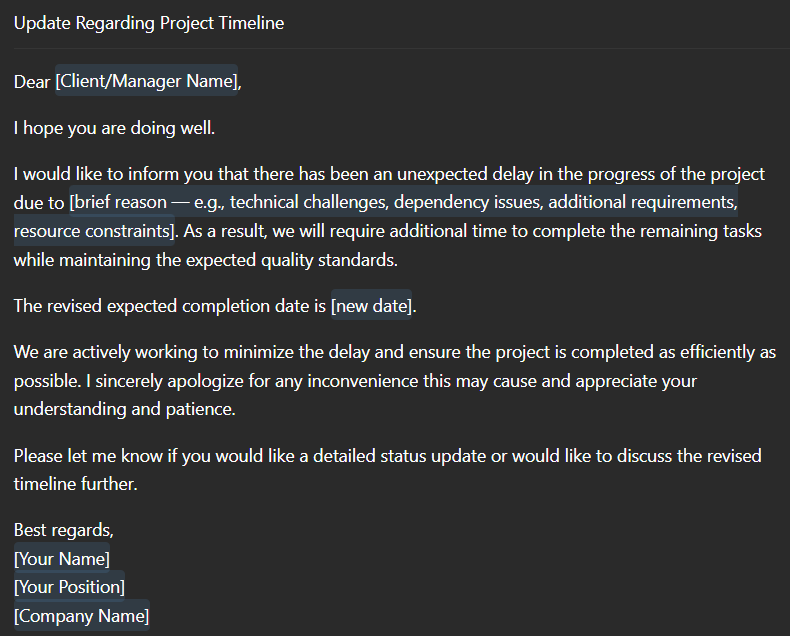 Update Regarding Project Timeline
Dear [Client/Manager Name],
I hope you are doing well.
I would like to inform you that there has been an unexpected delay in the progress of the project
due to [brief reason — e.g., technical challenges, dependency issues, additional requirements,
resource constraints]. As a result, we will require additional time to complete the remaining tasks
while maintaining the expected quality standards.
The revised expected completion date is [new date].
We are actively working to minimize the delay and ensure the project is completed as efficiently as
possible. I sincerely apologize for any inconvenience this may cause and appreciate your
understanding and patience.
Please let me know if you would like a detailed status update or would like to discuss the revised
timeline further.
Best regards,
[Your Name]
[Your Position]
[Company Name]